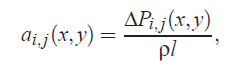 a_{i,j}(x,y) = \frac{\Delta P_{i,j}(x,y)}{\rho l},